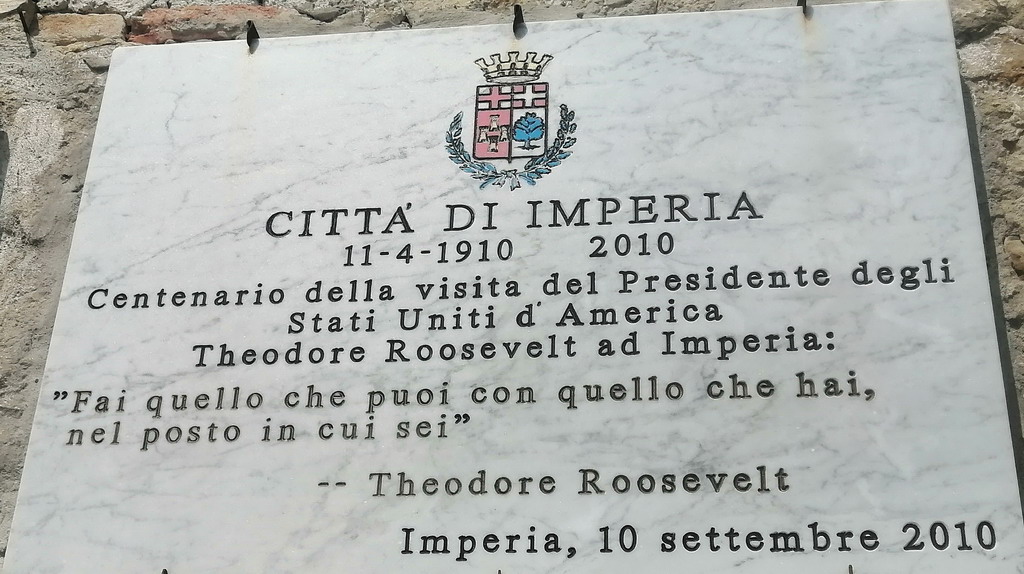 CITTA' DI IMPERIA
11-4-1910 2010
Centenario della visita del Presidente degli
Stati Uniti d'America
Theodore Roosevelt ad Imperia:
"Fai quello che puoi con quello che hai,
nel posto in cui sei"
-- Theodore Roosevelt
Imperia, 10 settembre 2010